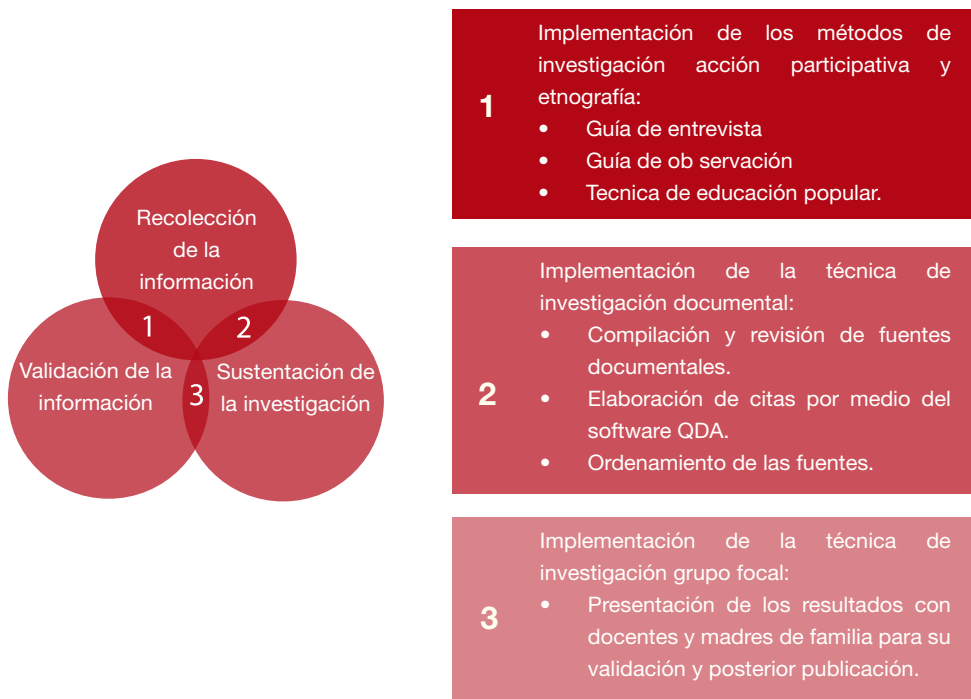 Recolección
de la
información
1
2
Validación de la
información
3
Sustentación de
la investigación
1
Implementación de los métodos de
investigación acción participativa y
etnografía:
• Guía de entrevista
• Guía de ob servación
• Tecnica de educación popular.
2
Implementación de la técnica de
investigación documental:
• Compilación y revisión de fuentes
documentales.
• Elaboración de citas por medio del
software QDA.
• Ordenamiento de las fuentes.
3
Implementación de la técnica de
investigación grupo focal:
• Presentación de los resultados con
docentes y madres de familia para su
validación y posterior publicación.